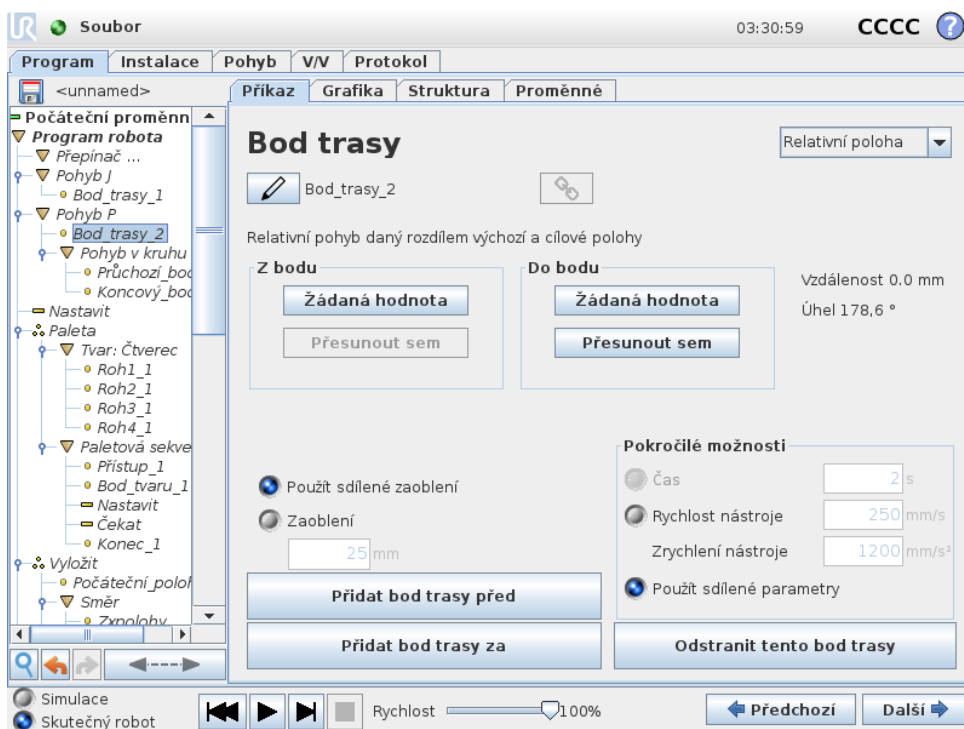 UR Soubor 03:30:59 CCCC ?
Program Instalace Pohyb V/V Protokol
<unnamed>
Příkaz Grafika Struktura Proměnné
Počáteční proměnn
Program robota
Přepínač ...
Pohyb J
Bod_trasy_1
Pohyb P
Bod_trasy_2
Pohyb v kruhu
Průchozí_bod
Koncový_bod
Nastavit
Paleta
Tvar: Čtverec
Roh1_1
Roh2_1
Roh3_1
Roh4_1
Paletová sekve
Přístup_1
Bod_tvaru_1
Nastavit
Čekat
Konec_1
Vyložit
Počáteční_poloh
Směr
Zxpolohy
Bod trasy
Relativní poloha
Bod_trasy_2
Relativní pohyb daný rozdílem výchozí a cílové polohy
Z bodu
Žádaná hodnota
Přesunout sem
Do bodu
Žádaná hodnota
Přesunout sem
Vzdálenost 0.0 mm
Úhel 178,6 °
Použít sdílené zaoblení
Zaoblení
25 mm
Pokročilé možnosti
Čas 2 s
Rychlost nástroje 250 mm/s
Zrychlení nástroje 1200 mm/s²
Použít sdílené parametry
Přidat bod trasy před
Přidat bod trasy za
Odstranit tento bod trasy
Simulace
Skutečný robot
Rychlost 100%
Předchozí
Další